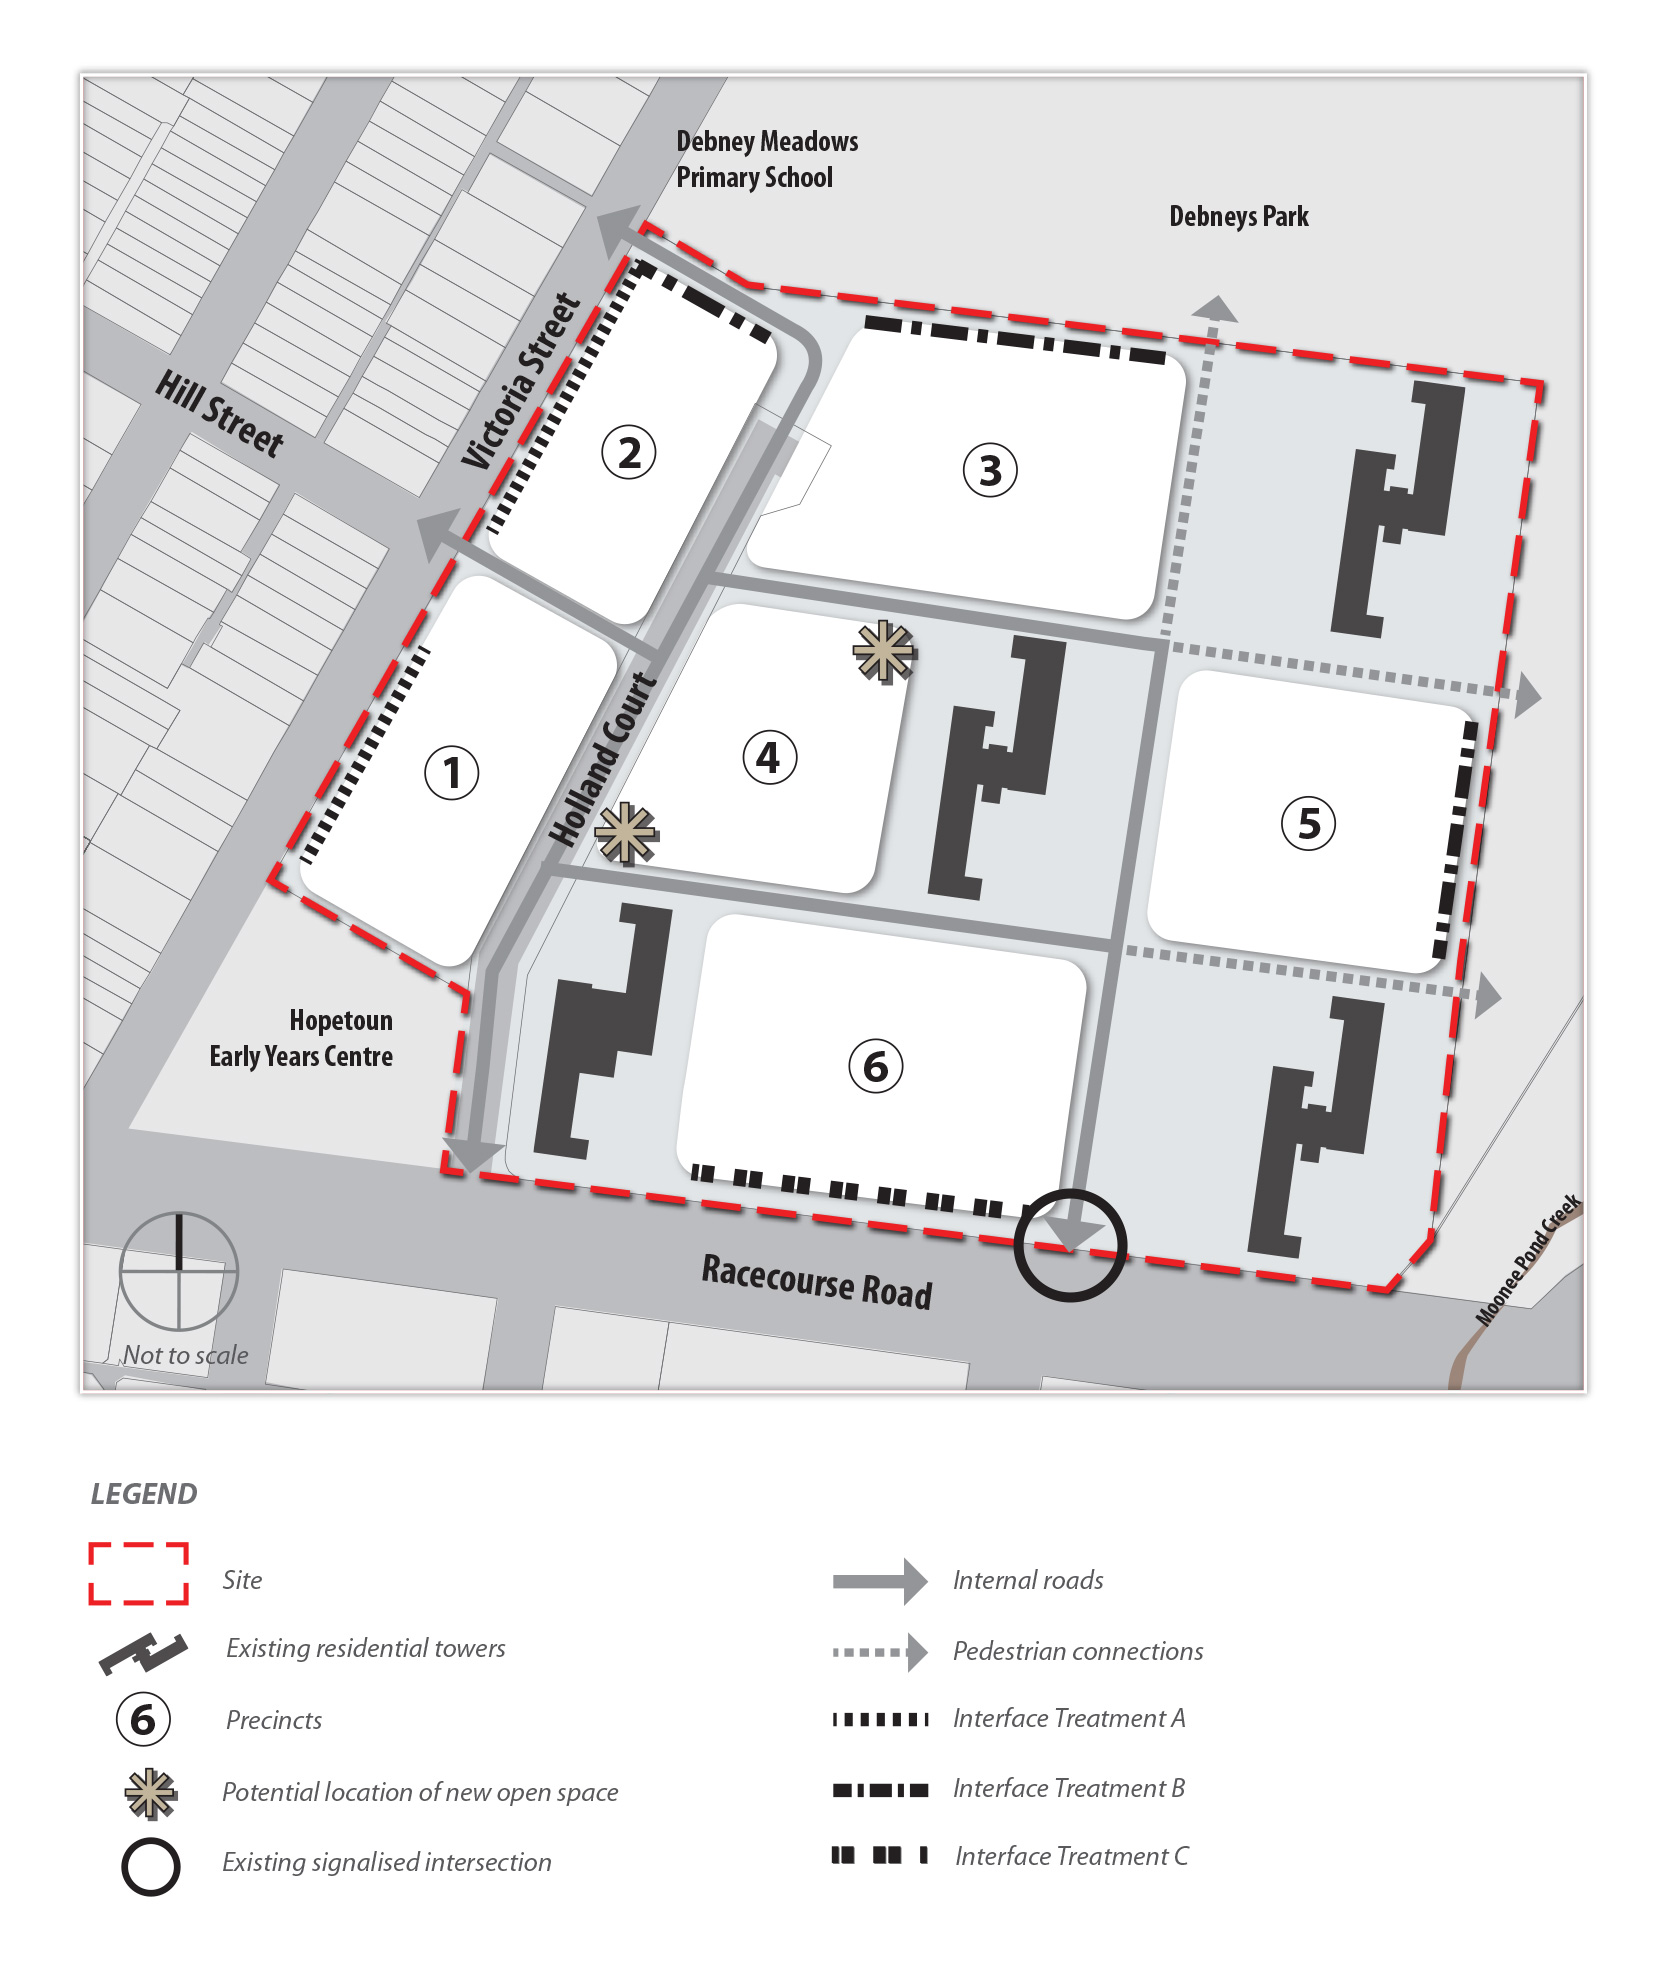 Debney Meadows
Primary School
Debneys Park
Victoria Street
Hill Street
2
3
Holland Court
4
1
5
Hopetoun
Early Years Centre
6
Racecourse Road
Moonee Pond Creek
Not to scale
LEGEND
Site
Existing residential towers
6
Precincts
Potential location of new open space
Existing signalised intersection
Internal roads
Pedestrian connections
Interface Treatment A
Interface Treatment B
Interface Treatment C